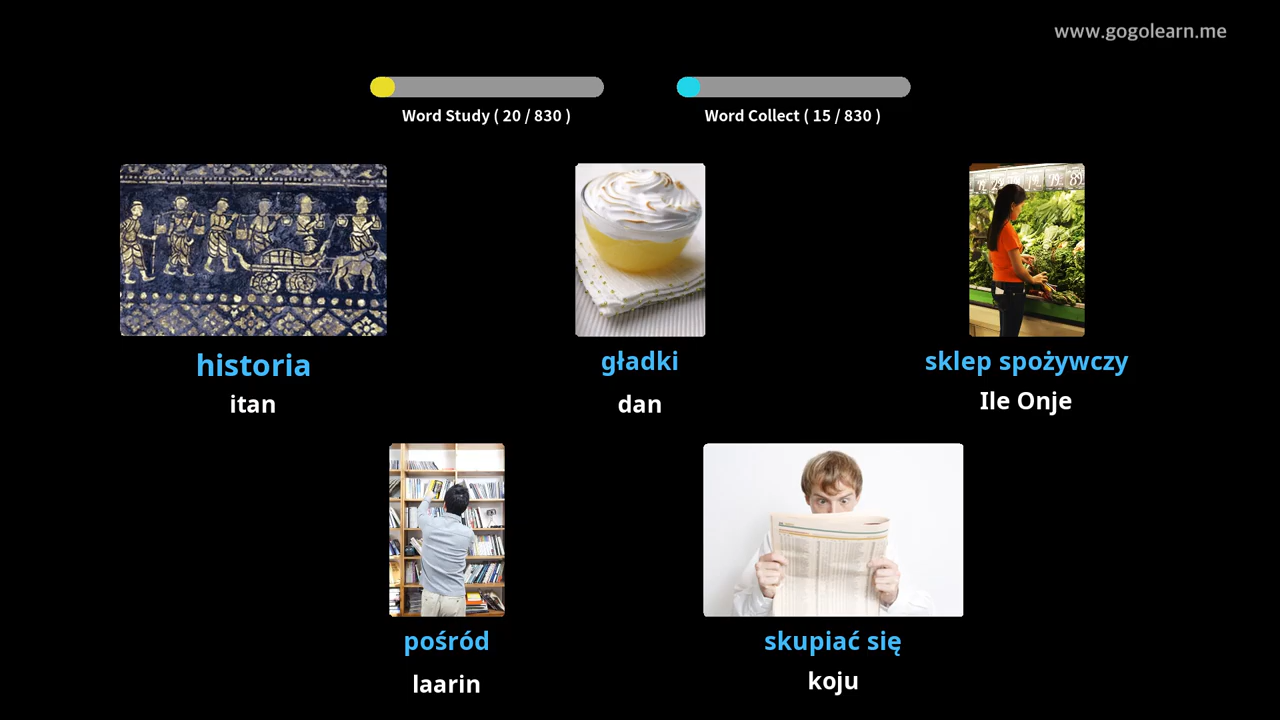 www.gogolearn.me
Word Study ( 20 / 830 )
Word Collect ( 15 / 830 )
historia
itan
gładki
dan
sklep spożywczy
Ile Onje
pośród
laarin
skupiać się
koju